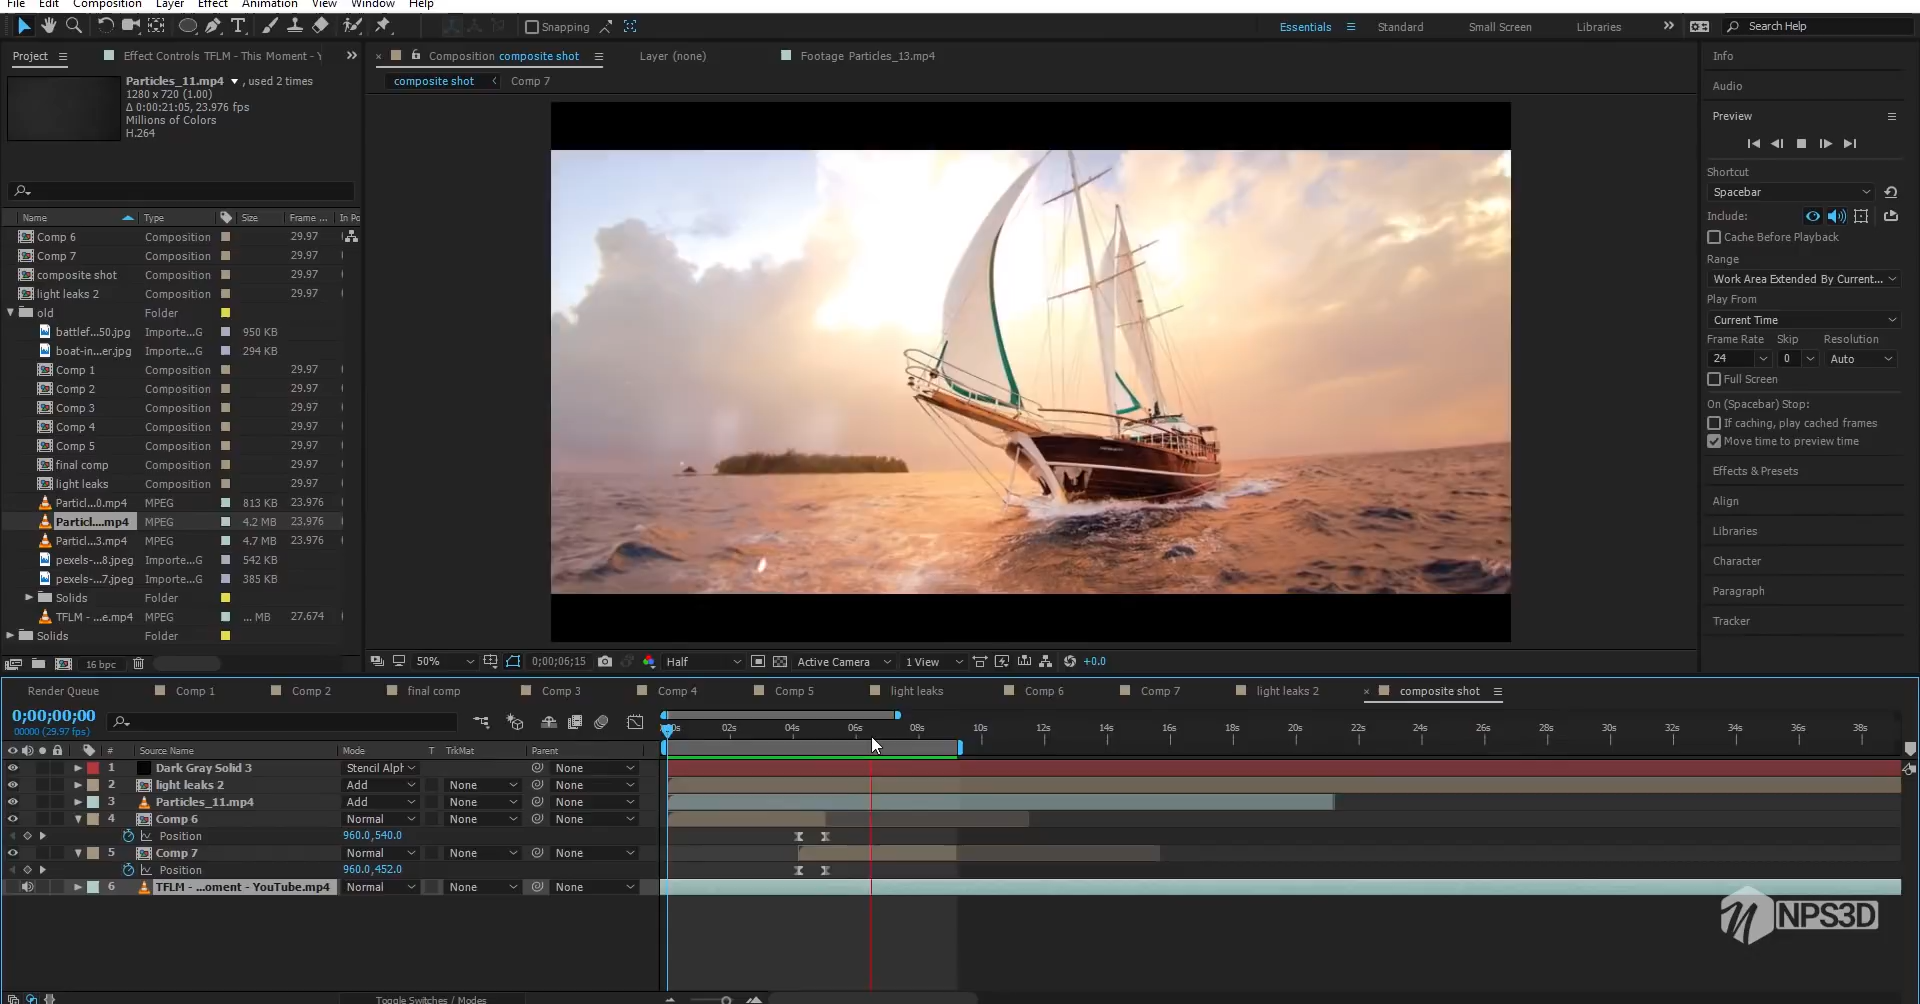 File Edit Composition Layer Effect Animation View Window Help
Snapping Essentials Standard Small Screen Libraries Search Help
Project Effect Controls TFLM - This Moment - Y
Particles_11.mp4 , used 2 times
1280 x 720 (1.00)
Δ 0:00:21:05, 23.976 fps
Millions of Colors
H.264
Name Type Size Frame ... In Po
Comp 6 Composition 29.97
Comp 7 Composition 29.97
composite shot Composition 29.97
light leaks 2 Composition 29.97
old Folder
battlef...50.jpg Importe...G 950 KB
boat-in...er.jpg Importe...G 294 KB
Comp 1 Composition 29.97
Comp 2 Composition 29.97
Comp 3 Composition 29.97
Comp 4 Composition 29.97
Comp 5 Composition 29.97
final comp Composition 29.97
light leaks Composition 29.97
Particl...0.mp4 MPEG 813 KB 23.976
Particl....mp4 MPEG 4.2 MB 23.976
Particl...3.mp4 MPEG 4.7 MB 23.976
pexels-...8.jpeg Importe...G 542 KB
pexels-...7.jpeg Importe...G 385 KB
Solids Folder
TFLM - ...e.mp4 MPEG ... MB 27.674
Solids Folder
16 bpc
Composition composite shot Layer (none) Footage Particles_13.mp4
composite shot Comp 7
50% 0;00;06;15 Half Active Camera 1 View +0.0
Info
Audio
Preview
Shortcut
Spacebar
Include:
Cache Before Playback
Range
Work Area Extended By Current...
Play From
Current Time
Frame Rate Skip Resolution
24 0 Auto
Full Screen
On (Spacebar) Stop:
If caching, play cached frames
Move time to preview time
Effects & Presets
Align
Libraries
Character
Paragraph
Tracker
Render Queue Comp 1 Comp 2 final comp Comp 3 Comp 4 Comp 5 light leaks Comp 6 Comp 7 light leaks 2 composite shot
0;00;00;00
00000 (29.97 fps)
02s 04s 06s 08s 10s 12s 14s 16s 18s 20s 22s 24s 26s 28s 30s 32s 34s 36s 38s
# Source Name Mode T TrkMat Parent
1 Dark Gray Solid 3 Stencil Alph None
2 light leaks 2 Add None None
3 Particles_11.mp4 Add None None
4 Comp 6 Normal None None
Position 960.0,540.0
5 Comp 7 Normal None None
Position 960.0,452.0
6 TFLM - ...oment - YouTube.mp4 Normal None None
NPS3D
Toggle Switches / Modes